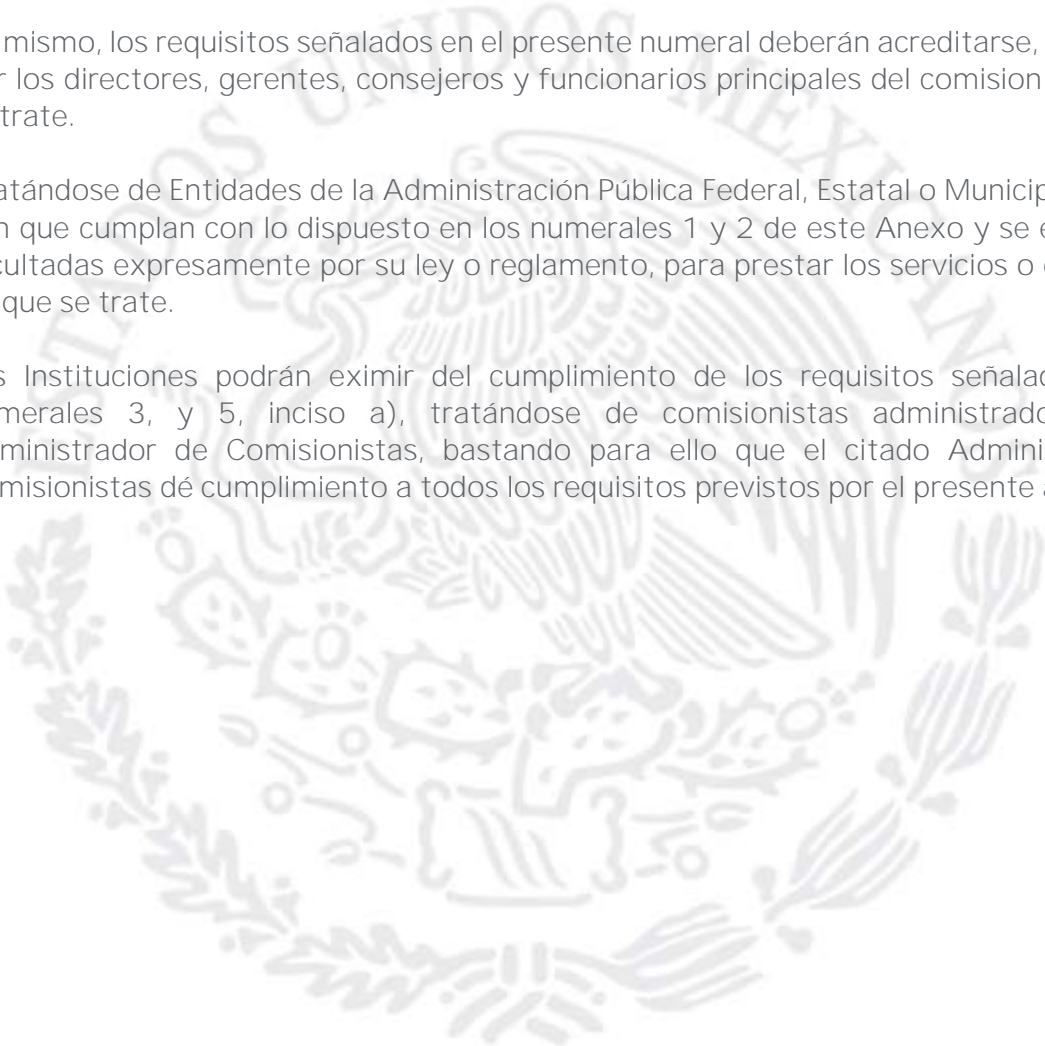 mismo, los requisitos señalados en el presente numeral deberán acreditarse,
r los directores, gerentes, consejeros y funcionarios principales del comision
trate.
atándose de Entidades de la Administración Pública Federal, Estatal o Municip
n que cumplan con lo dispuesto en los numerales 1 y 2 de este Anexo y se e
cultadas expresamente por su ley o reglamento, para prestar los servicios o
que se trate.
s Instituciones podrán eximir del cumplimiento de los requisitos señalad
merales 3, y 5, inciso a), tratándose de comisionistas administrado
ministrador de Comisionistas, bastando para ello que el citado Admini
misionistas dé cumplimiento a todos los requisitos previstos por el presente a
ESTADOS UNIDOS MEXICANOS